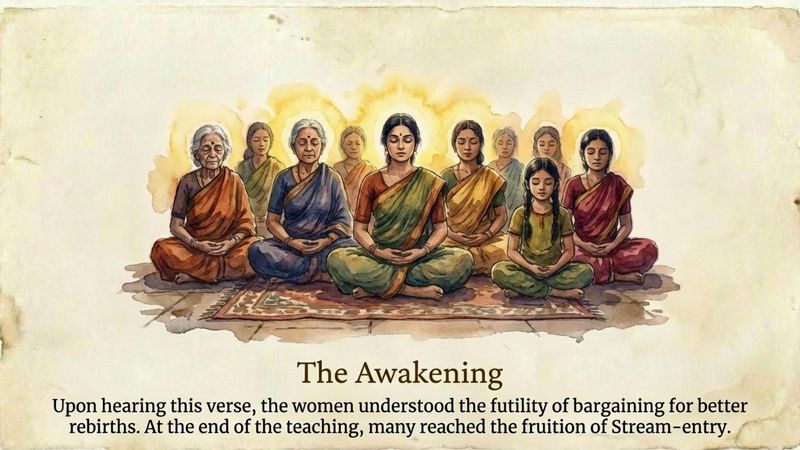 The Awakening
Upon hearing this verse, the women understood the futility of bargaining for better
rebirths. At the end of the teaching, many reached the fruition of Stream-entry.